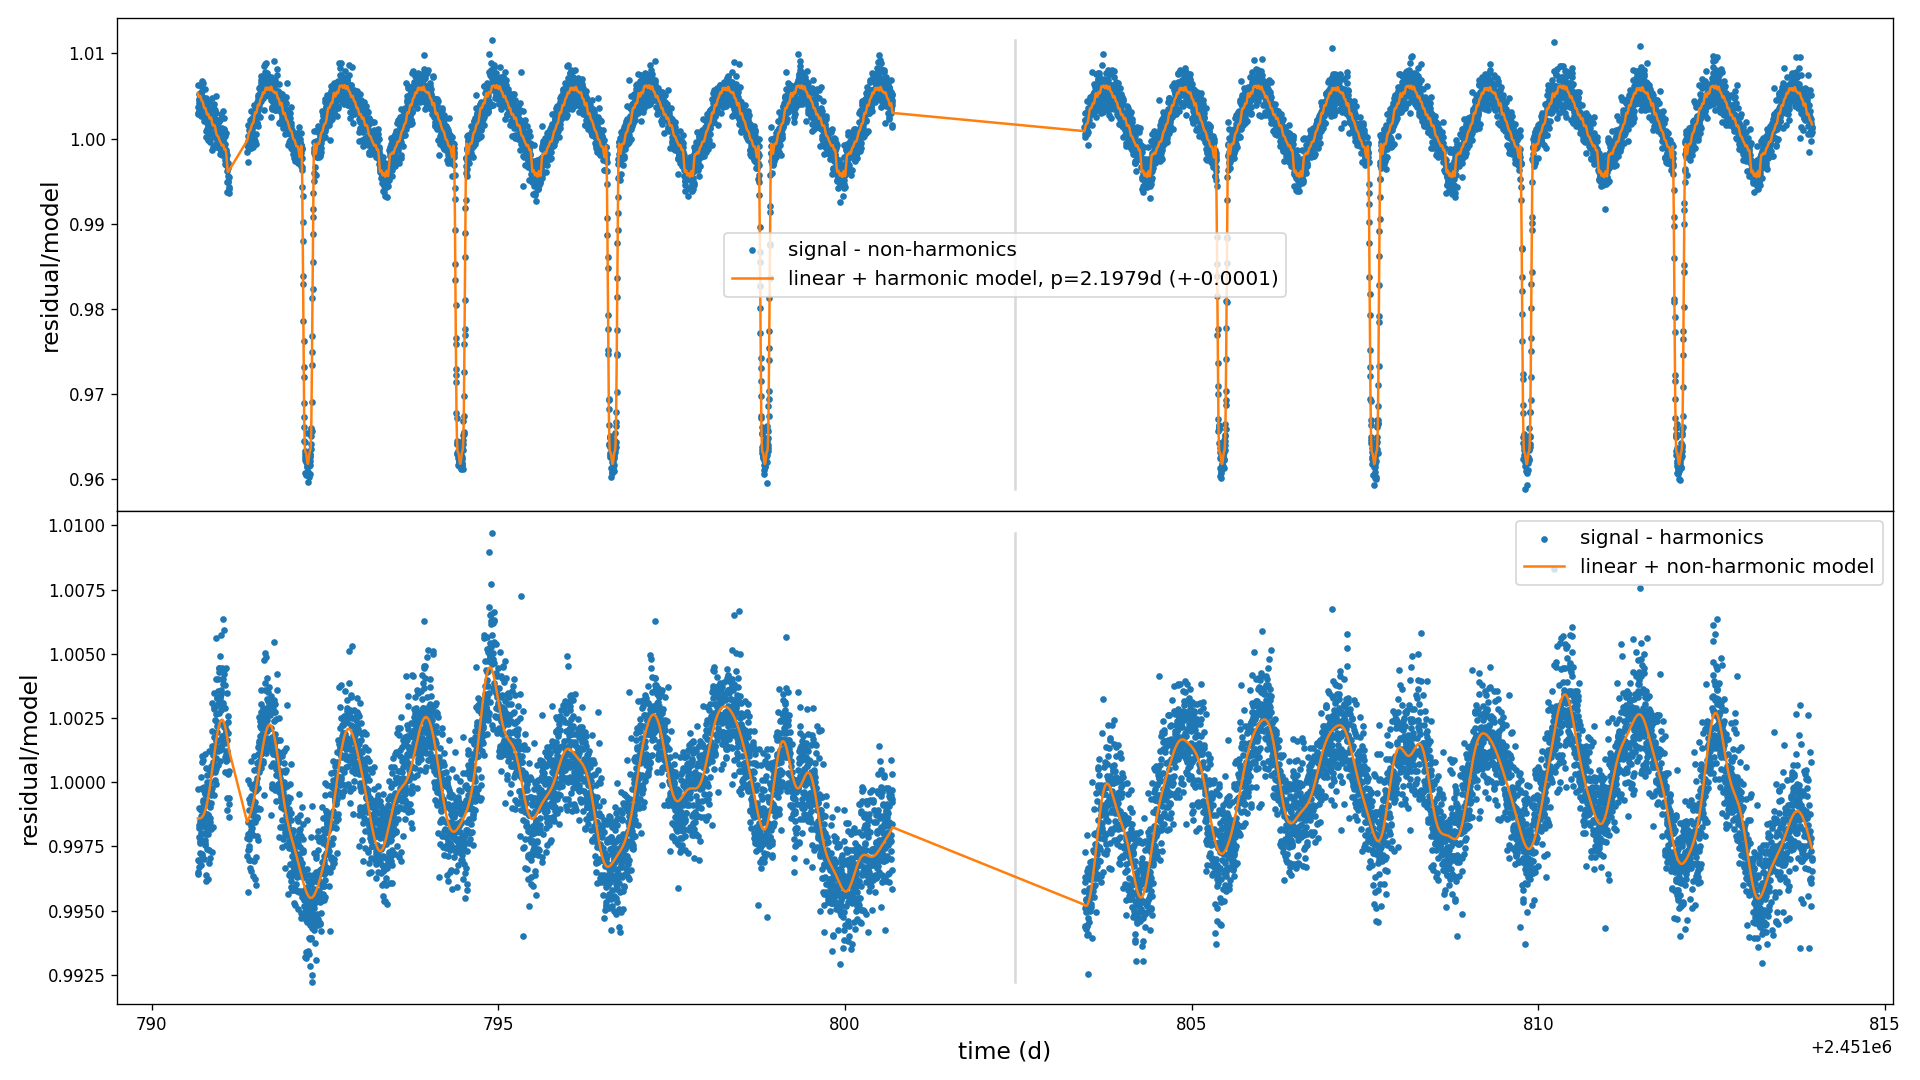 1.01
1.00
0.99
0.98
0.97
0.96
residual/model
signal - non-harmonics
linear + harmonic model, p=2.1979d (+-0.0001)
1.0100
1.0075
1.0050
1.0025
1.0000
0.9975
0.9950
0.9925
residual/model
signal - harmonics
linear + non-harmonic model
790
795
800
805
810
815
time (d)
+2.451e6